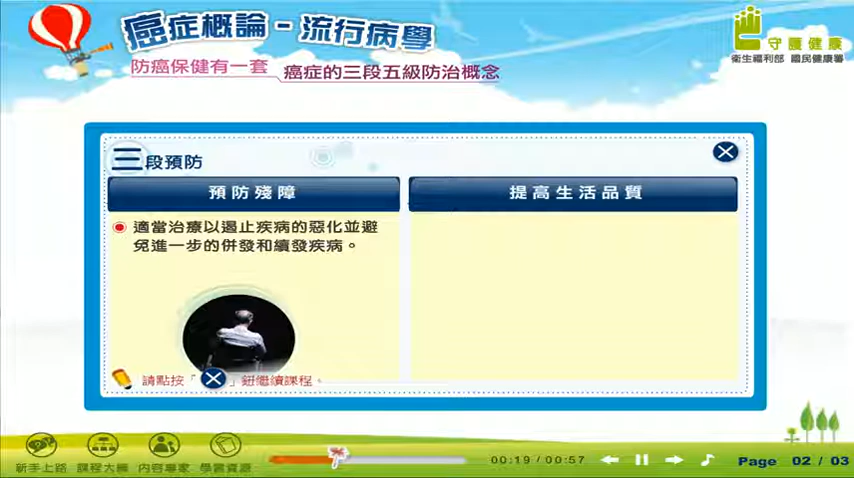 癌症概論-流行病學
守護健康
衛生福利部 國民健康署
防癌保健有一套
癌症的三段五級防治概念
三段預防
預防殘障
提高生活品質
適當治療以遏止疾病的惡化並避
免進一步的併發和續發疾病。
請點按「 」鈕繼續課程。
新手上路 課程大綱 內容專家 學習資源
00:19 / 00:57
Page 02 / 03